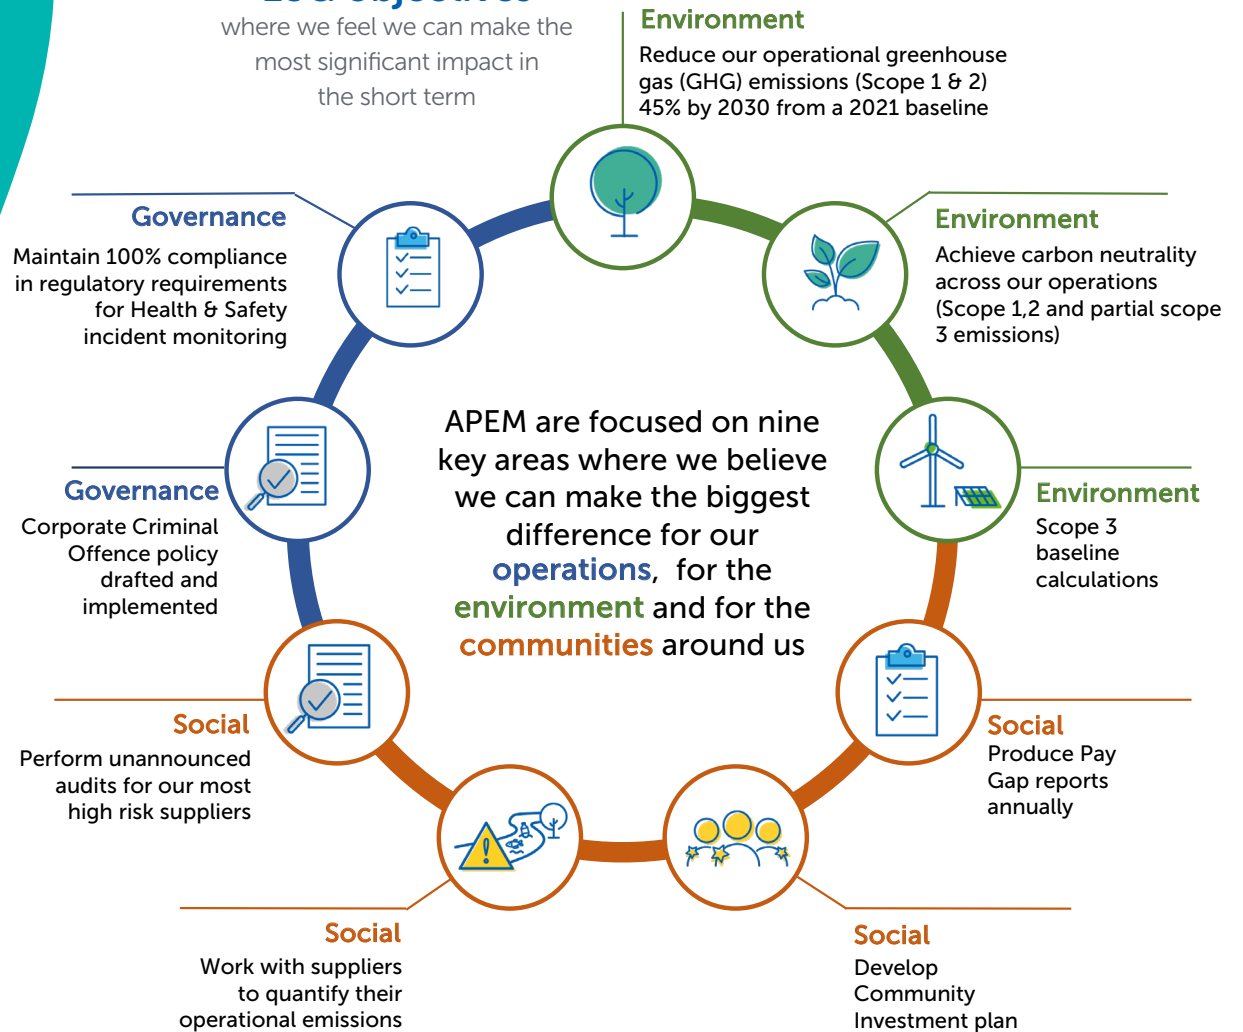 ESG objectives
where we feel we can make the
most significant impact in
the short term
Environment
Reduce our operational greenhouse
gas (GHG) emissions (Scope 1 & 2)
45% by 2030 from a 2021 baseline
Environment
Achieve carbon neutrality
across our operations
(Scope 1,2 and partial scope
3 emissions)
Environment
Scope 3
baseline
calculations
Social
Produce Pay
Gap reports
annually
Social
Develop
Community
Investment plan
Social
Work with suppliers
to quantify their
operational emissions
Social
Perform unannounced
audits for our most
high risk suppliers
Governance
Corporate Criminal
Offence policy
drafted and
implemented
Governance
Maintain 100% compliance
in regulatory requirements
for Health & Safety
incident monitoring
APEM are focused on nine
key areas where we believe
we can make the biggest
difference for our
operations, for the
environment and for the
communities around us